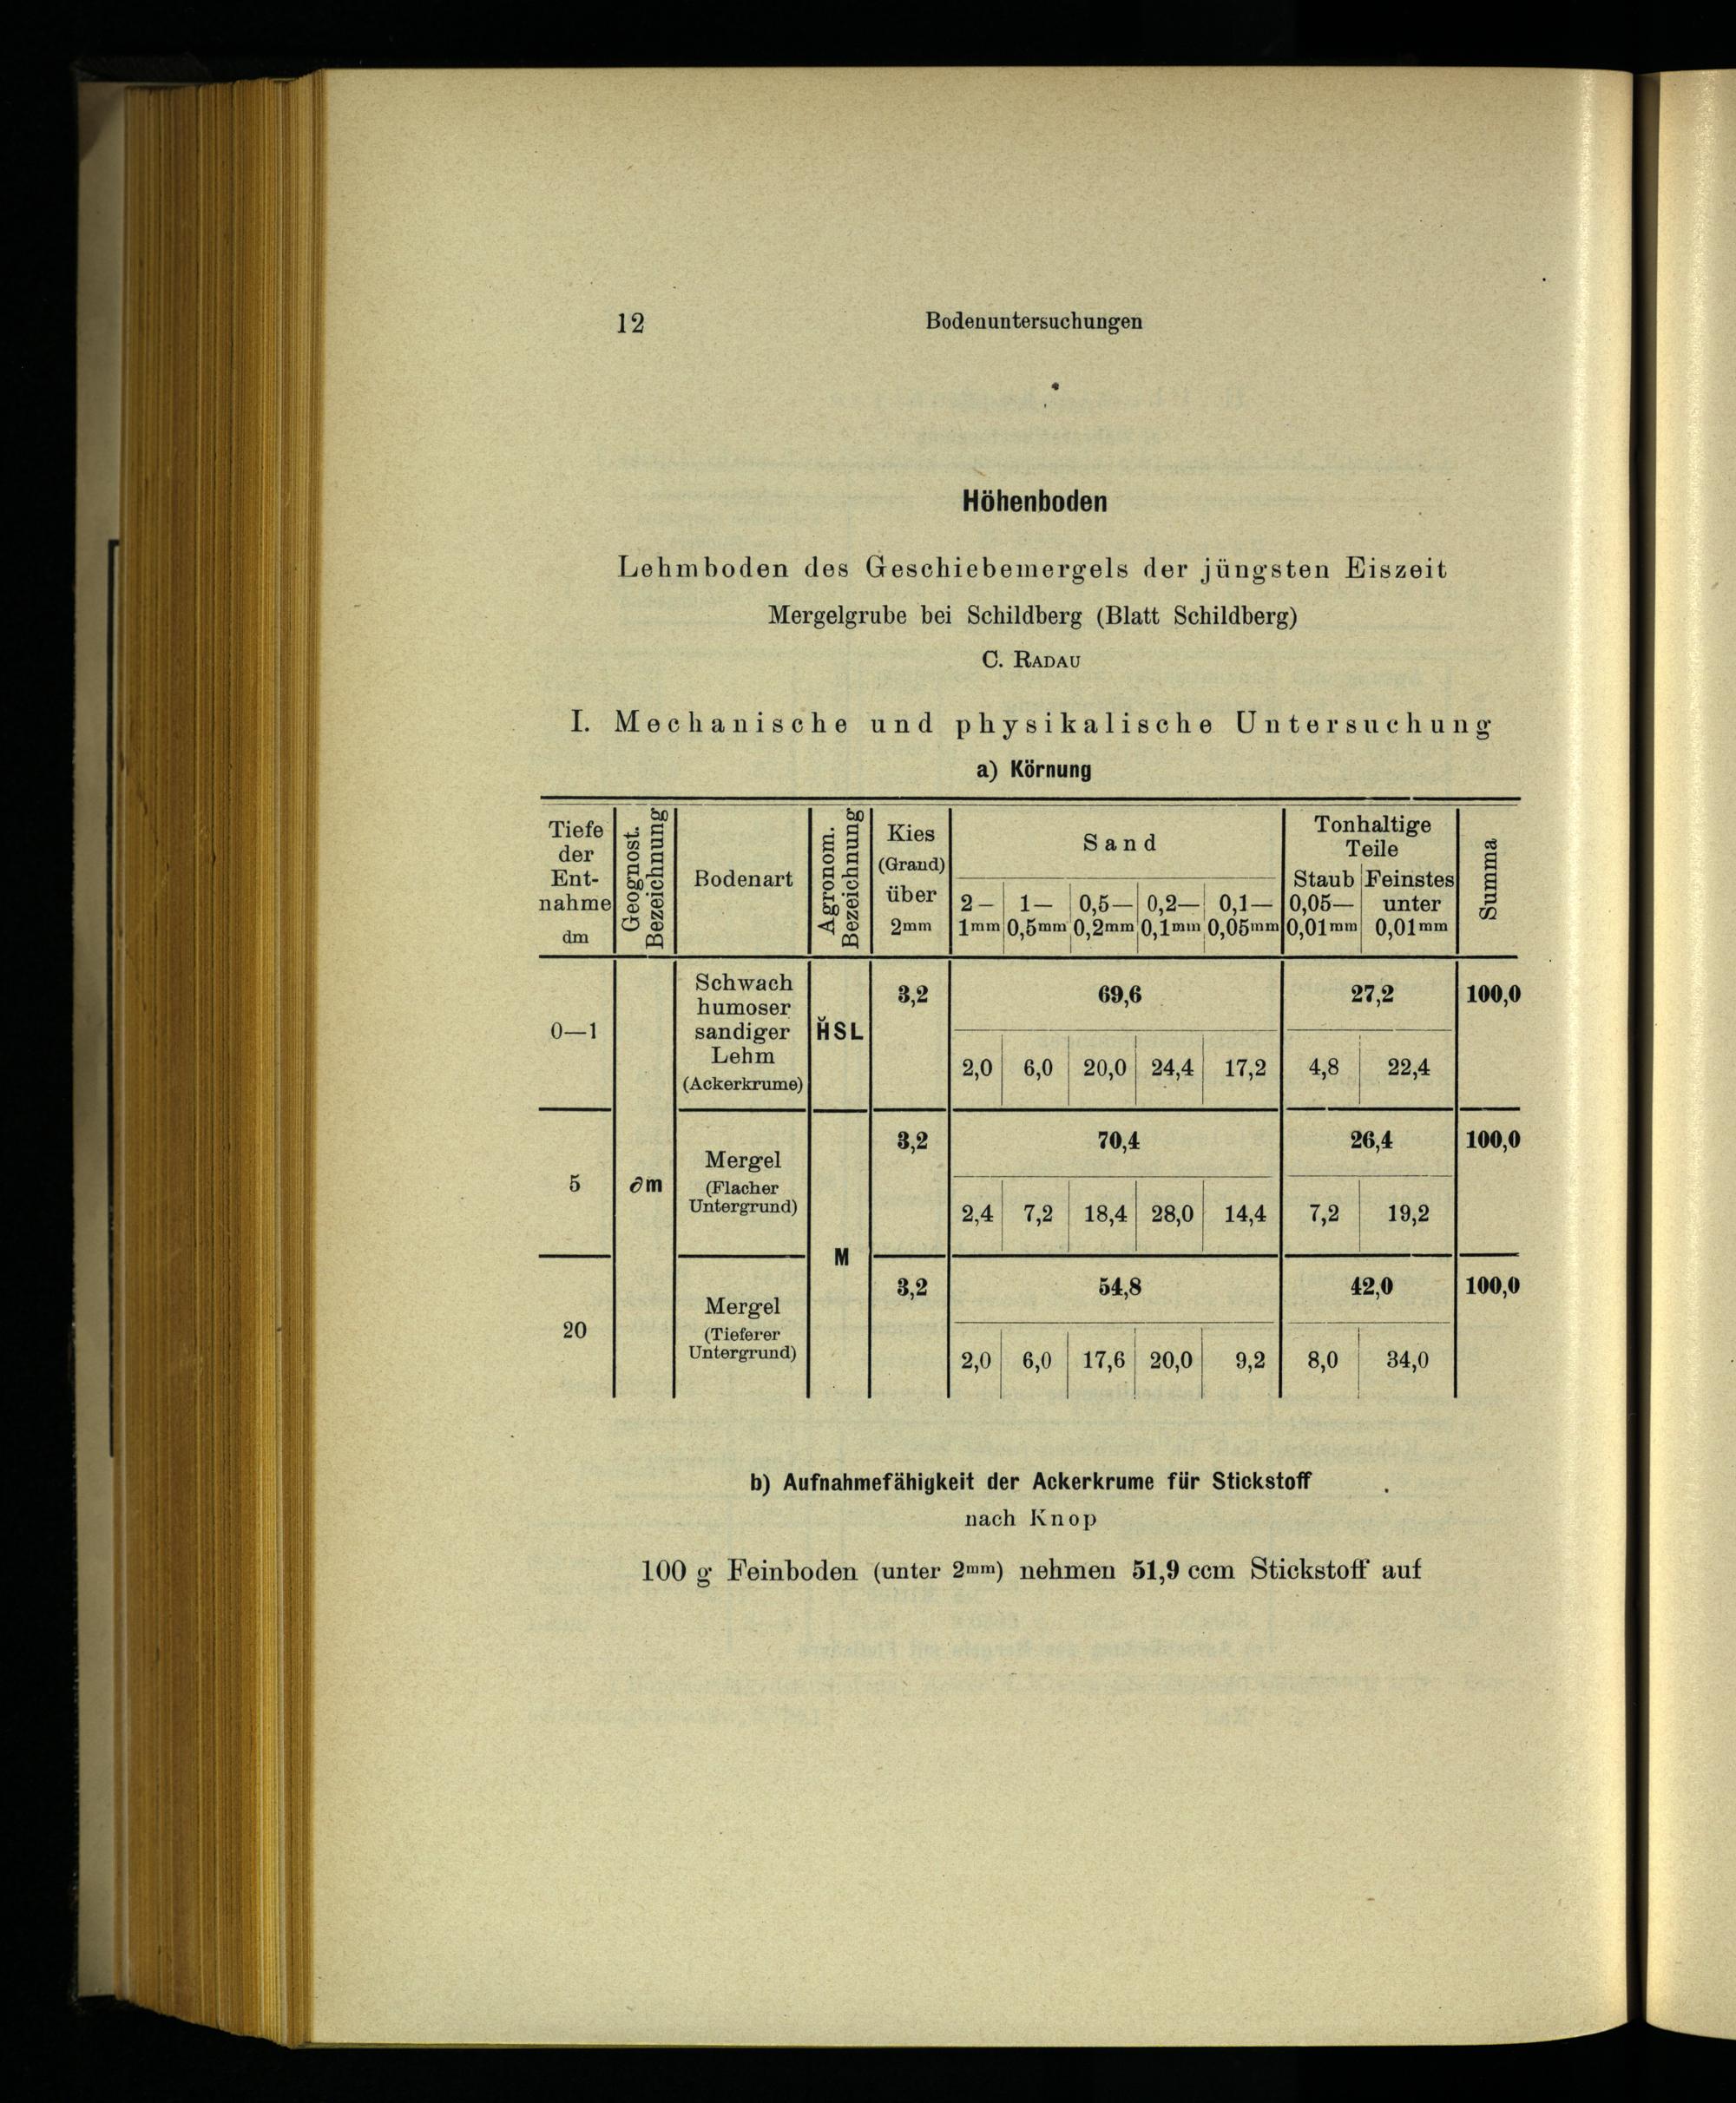 12 Bodenuntersuchungen
Höhenboden
Lehmboden des Geschiebemergels der jüngsten Eiszeit
Mergelgrube bei Schildberg (Blatt Schildberg)
C. RADAU
I. Mechanische und physikalische Untersuchung
a) Körnung
Tiefe der Ent- nahme dm
Geognost. Bezeichnung
Bodenart
Agronom. Bezeichnung
Kies (Grand) über 2mm
Sand
2— 1mm
1— 0,5mm
0,5— 0,2mm
0,2— 0,1mm
0,1— 0,05mm
Tonhaltige Teile
Staub 0,05— 0,01mm
Feinstes unter 0,01mm
Summa
0—1
Schwach
humoser
sandiger
Lehm
(Ackerkrume)
H̆SL
3,2 69,6 27,2 100,0
2,0 6,0 20,0 24,4 17,2 4,8 22,4
5
∂m
Mergel
(Flacher
Untergrund)
M
3,2 70,4 26,4 100,0
2,4 7,2 18,4 28,0 14,4 7,2 19,2
20
Mergel
(Tieferer
Untergrund)
3,2 54,8 42,0 100,0
2,0 6,0 17,6 20,0 9,2 8,0 34,0
b) Aufnahmefähigkeit der Ackerkrume für Stickstoff
nach Knop
100 g Feinboden (unter 2mm) nehmen 51,9 ccm Stickstoff auf